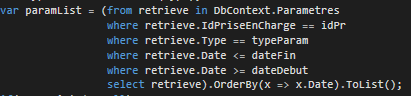 var paramList = (from retrieve in DbContext.Parametres
where retrieve.IdPriseEnCharge == idPr
where retrieve.Type == typeParam
where retrieve.Date <= dateFin
where retrieve.Date >= dateDebut
select retrieve).OrderBy(x => x.Date).ToList();